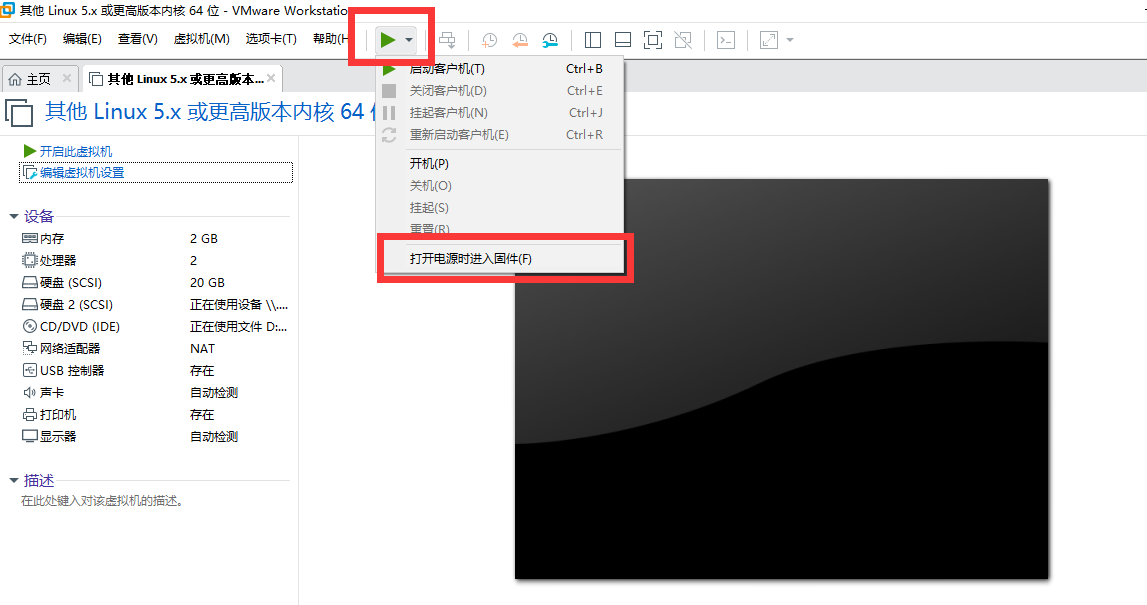 其他 Linux 5.x 或更高版本内核 64 位 - VMware Workstatio
文件(F) 编辑(E) 查看(V) 虚拟机(M) 选项卡(T) 帮助(H
主页 其他 Linux 5.x 或更高版本...
其他 Linux 5.x 或更高版本内核 64
启动客户机(T) Ctrl+B
关闭客户机(D) Ctrl+E
挂起客户机(N) Ctrl+J
重新启动客户机(E) Ctrl+R
开机(P)
关机(O)
挂起(S)
重置(R)
打开电源时进入固件(F)
开启此虚拟机
编辑虚拟机设置
设备
内存 2 GB
处理器 2
硬盘 (SCSI) 20 GB
硬盘 2 (SCSI) 正在使用设备 \\....
CD/DVD (IDE) 正在使用文件 D:...
网络适配器 NAT
USB 控制器 存在
声卡 自动检测
打印机 存在
显示器 自动检测
描述
在此处键入对该虚拟机的描述。